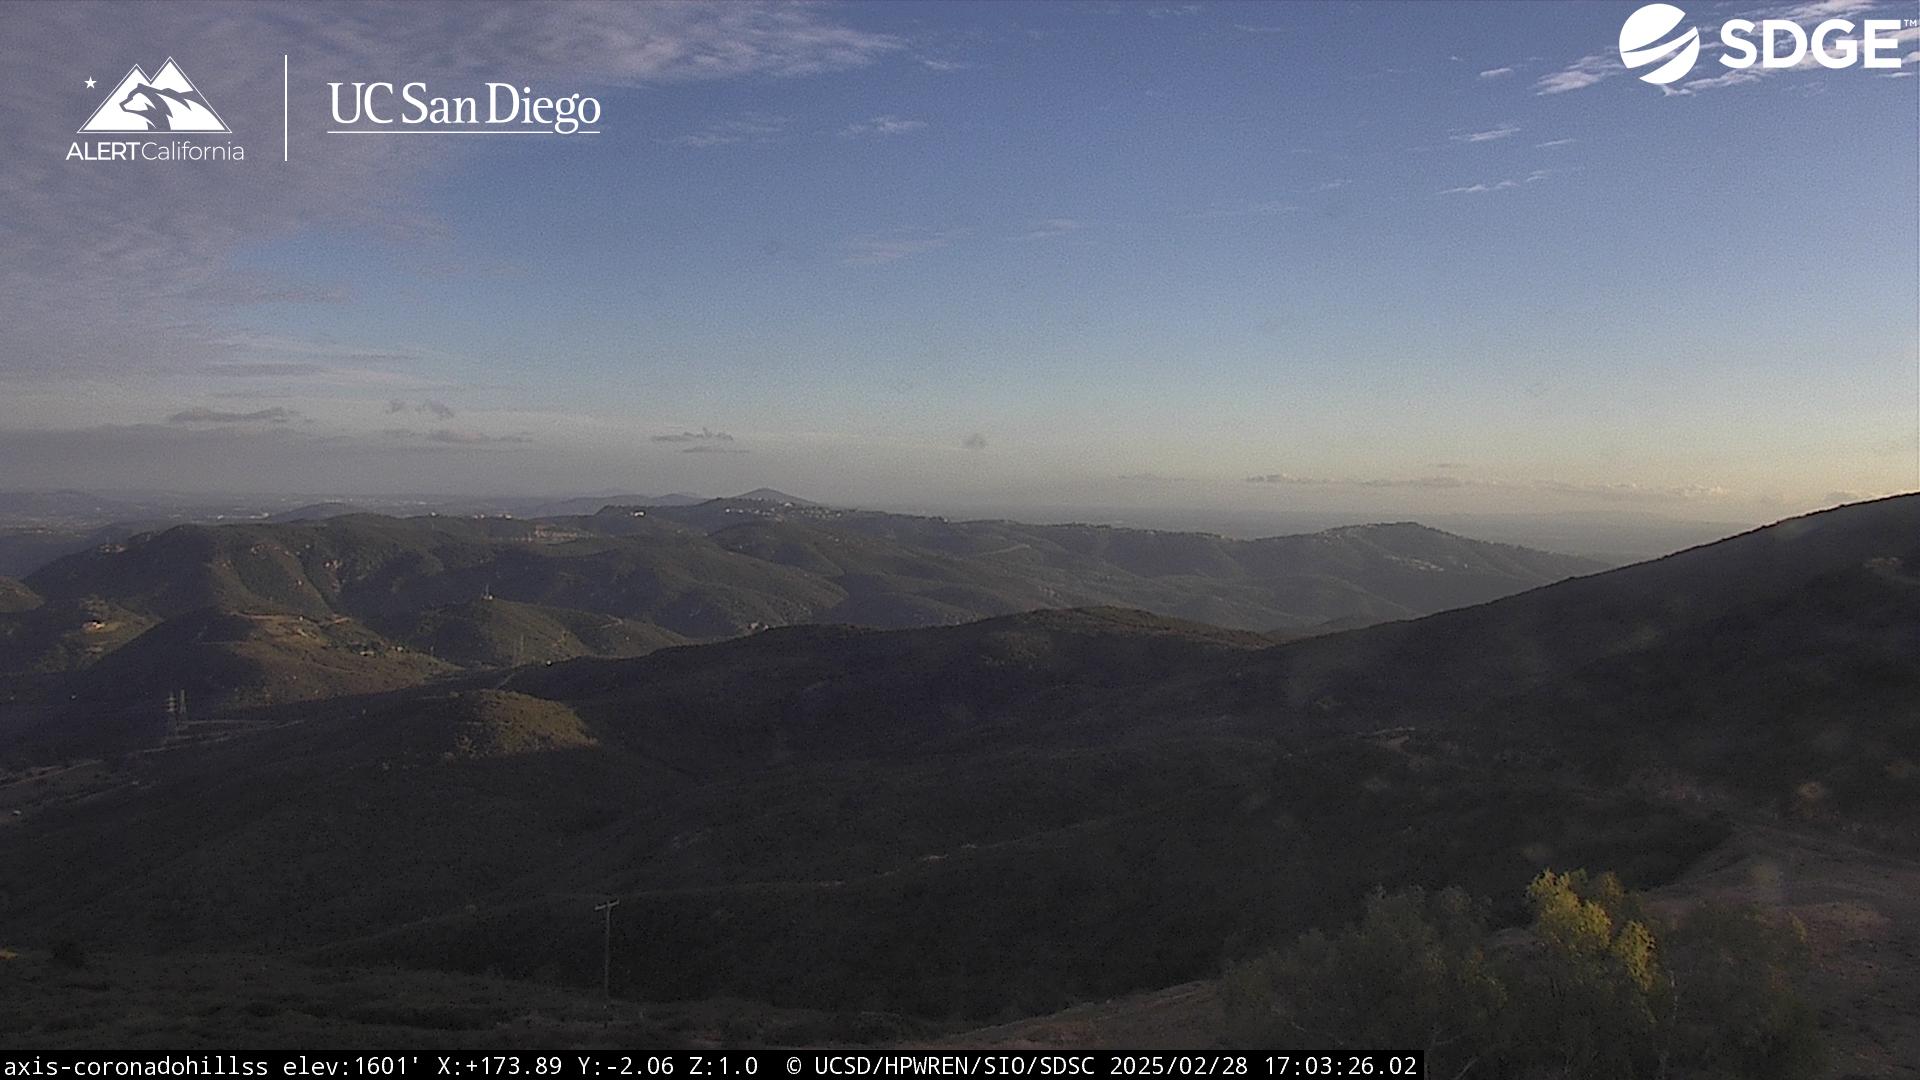 ALERTCalifornia
UC San Diego
SDGE™
axis-coronadohillss elev:1601' X:+173.89 Y:-2.06 Z:1.0 © UCSD/HPWREN/SIO/SDSC 2025/02/28 17:03:26.02